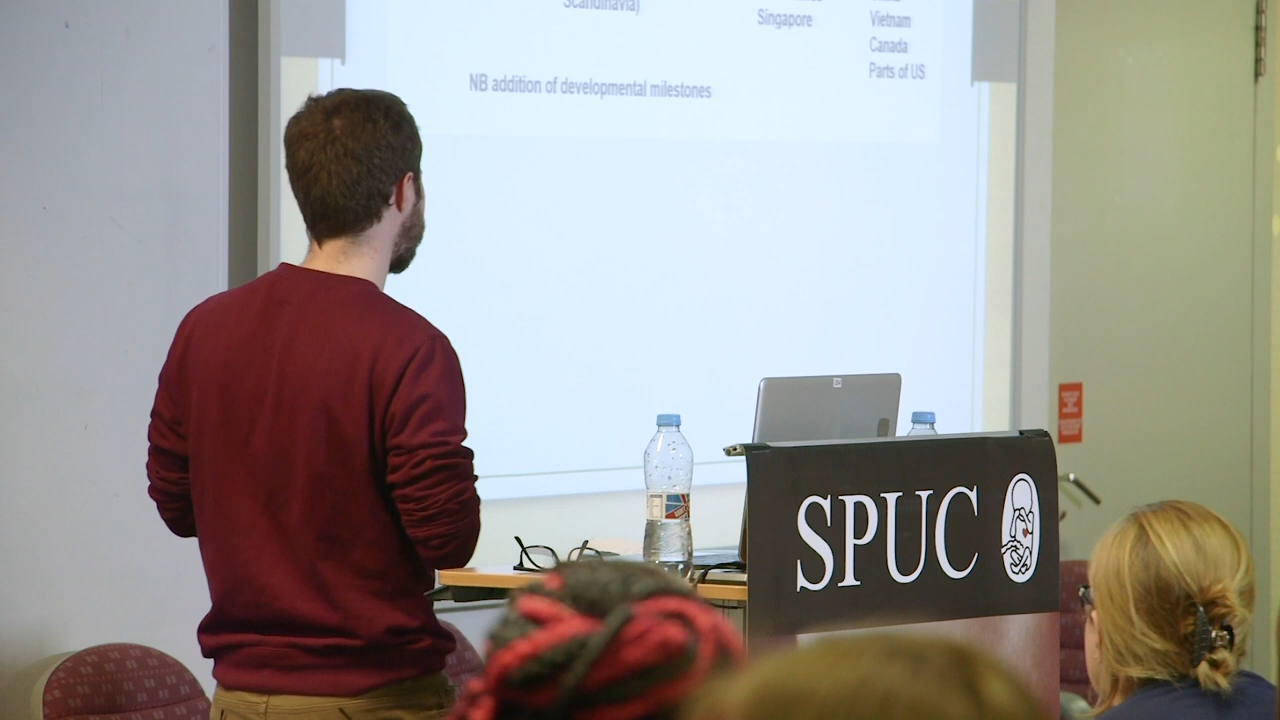 Scandinavia)
Singapore
Vietnam
Canada
Parts of US
NB addition of developmental milestones
SPUC